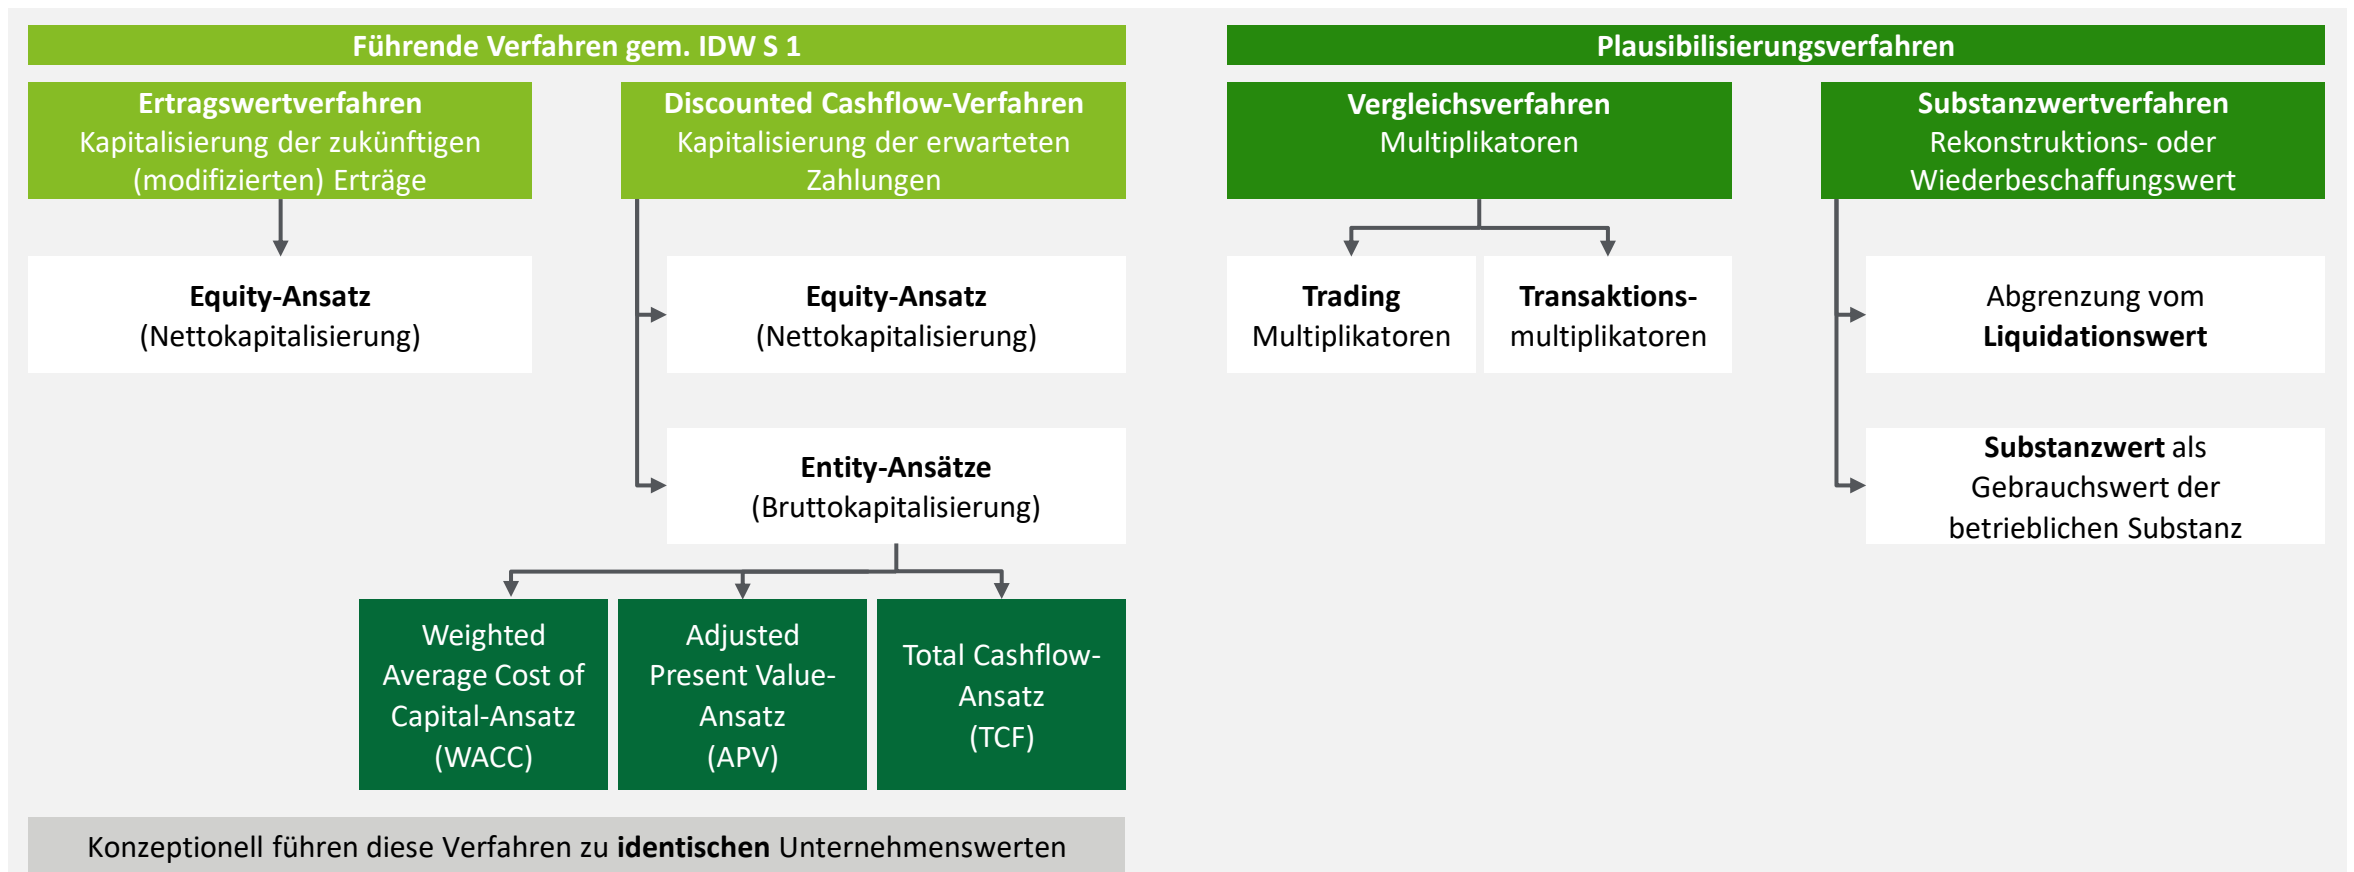 Führende Verfahren gem. IDW S 1
Ertragswertverfahren
Kapitalisierung der zukünftigen
(modifizierten) Erträge
Discounted Cashflow-Verfahren
Kapitalisierung der erwarteten
Zahlungen
Equity-Ansatz
(Nettokapitalisierung)
Equity-Ansatz
(Nettokapitalisierung)
Entity-Ansätze
(Bruttokapitalisierung)
Weighted
Average Cost of
Capital-Ansatz
(WACC)
Adjusted
Present Value-
Ansatz
(APV)
Total Cashflow-
Ansatz
(TCF)
Konzeptionell führen diese Verfahren zu identischen Unternehmenswerten
Plausibilisierungsverfahren
Vergleichsverfahren
Multiplikatoren
Substanzwertverfahren
Rekonstruktions- oder
Wiederbeschaffungswert
Trading
Multiplikatoren
Transaktions-
multiplikatoren
Abgrenzung vom
Liquidationswert
Substanzwert als
Gebrauchswert der
betrieblichen Substanz